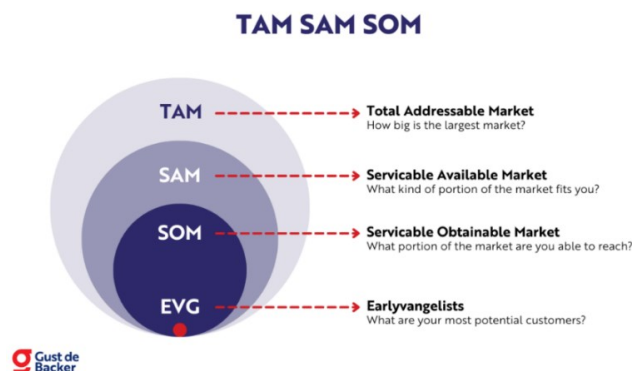 TAM SAM SOM
TAM
Total Addressable Market
How big is the largest market?
SAM
Servicable Available Market
What kind of portion of the market fits you?
SOM
Servicable Obtainable Market
What portion of the market are you able to reach?
EVG
Earlyvangelists
What are your most potential customers?
Gust de
Backer